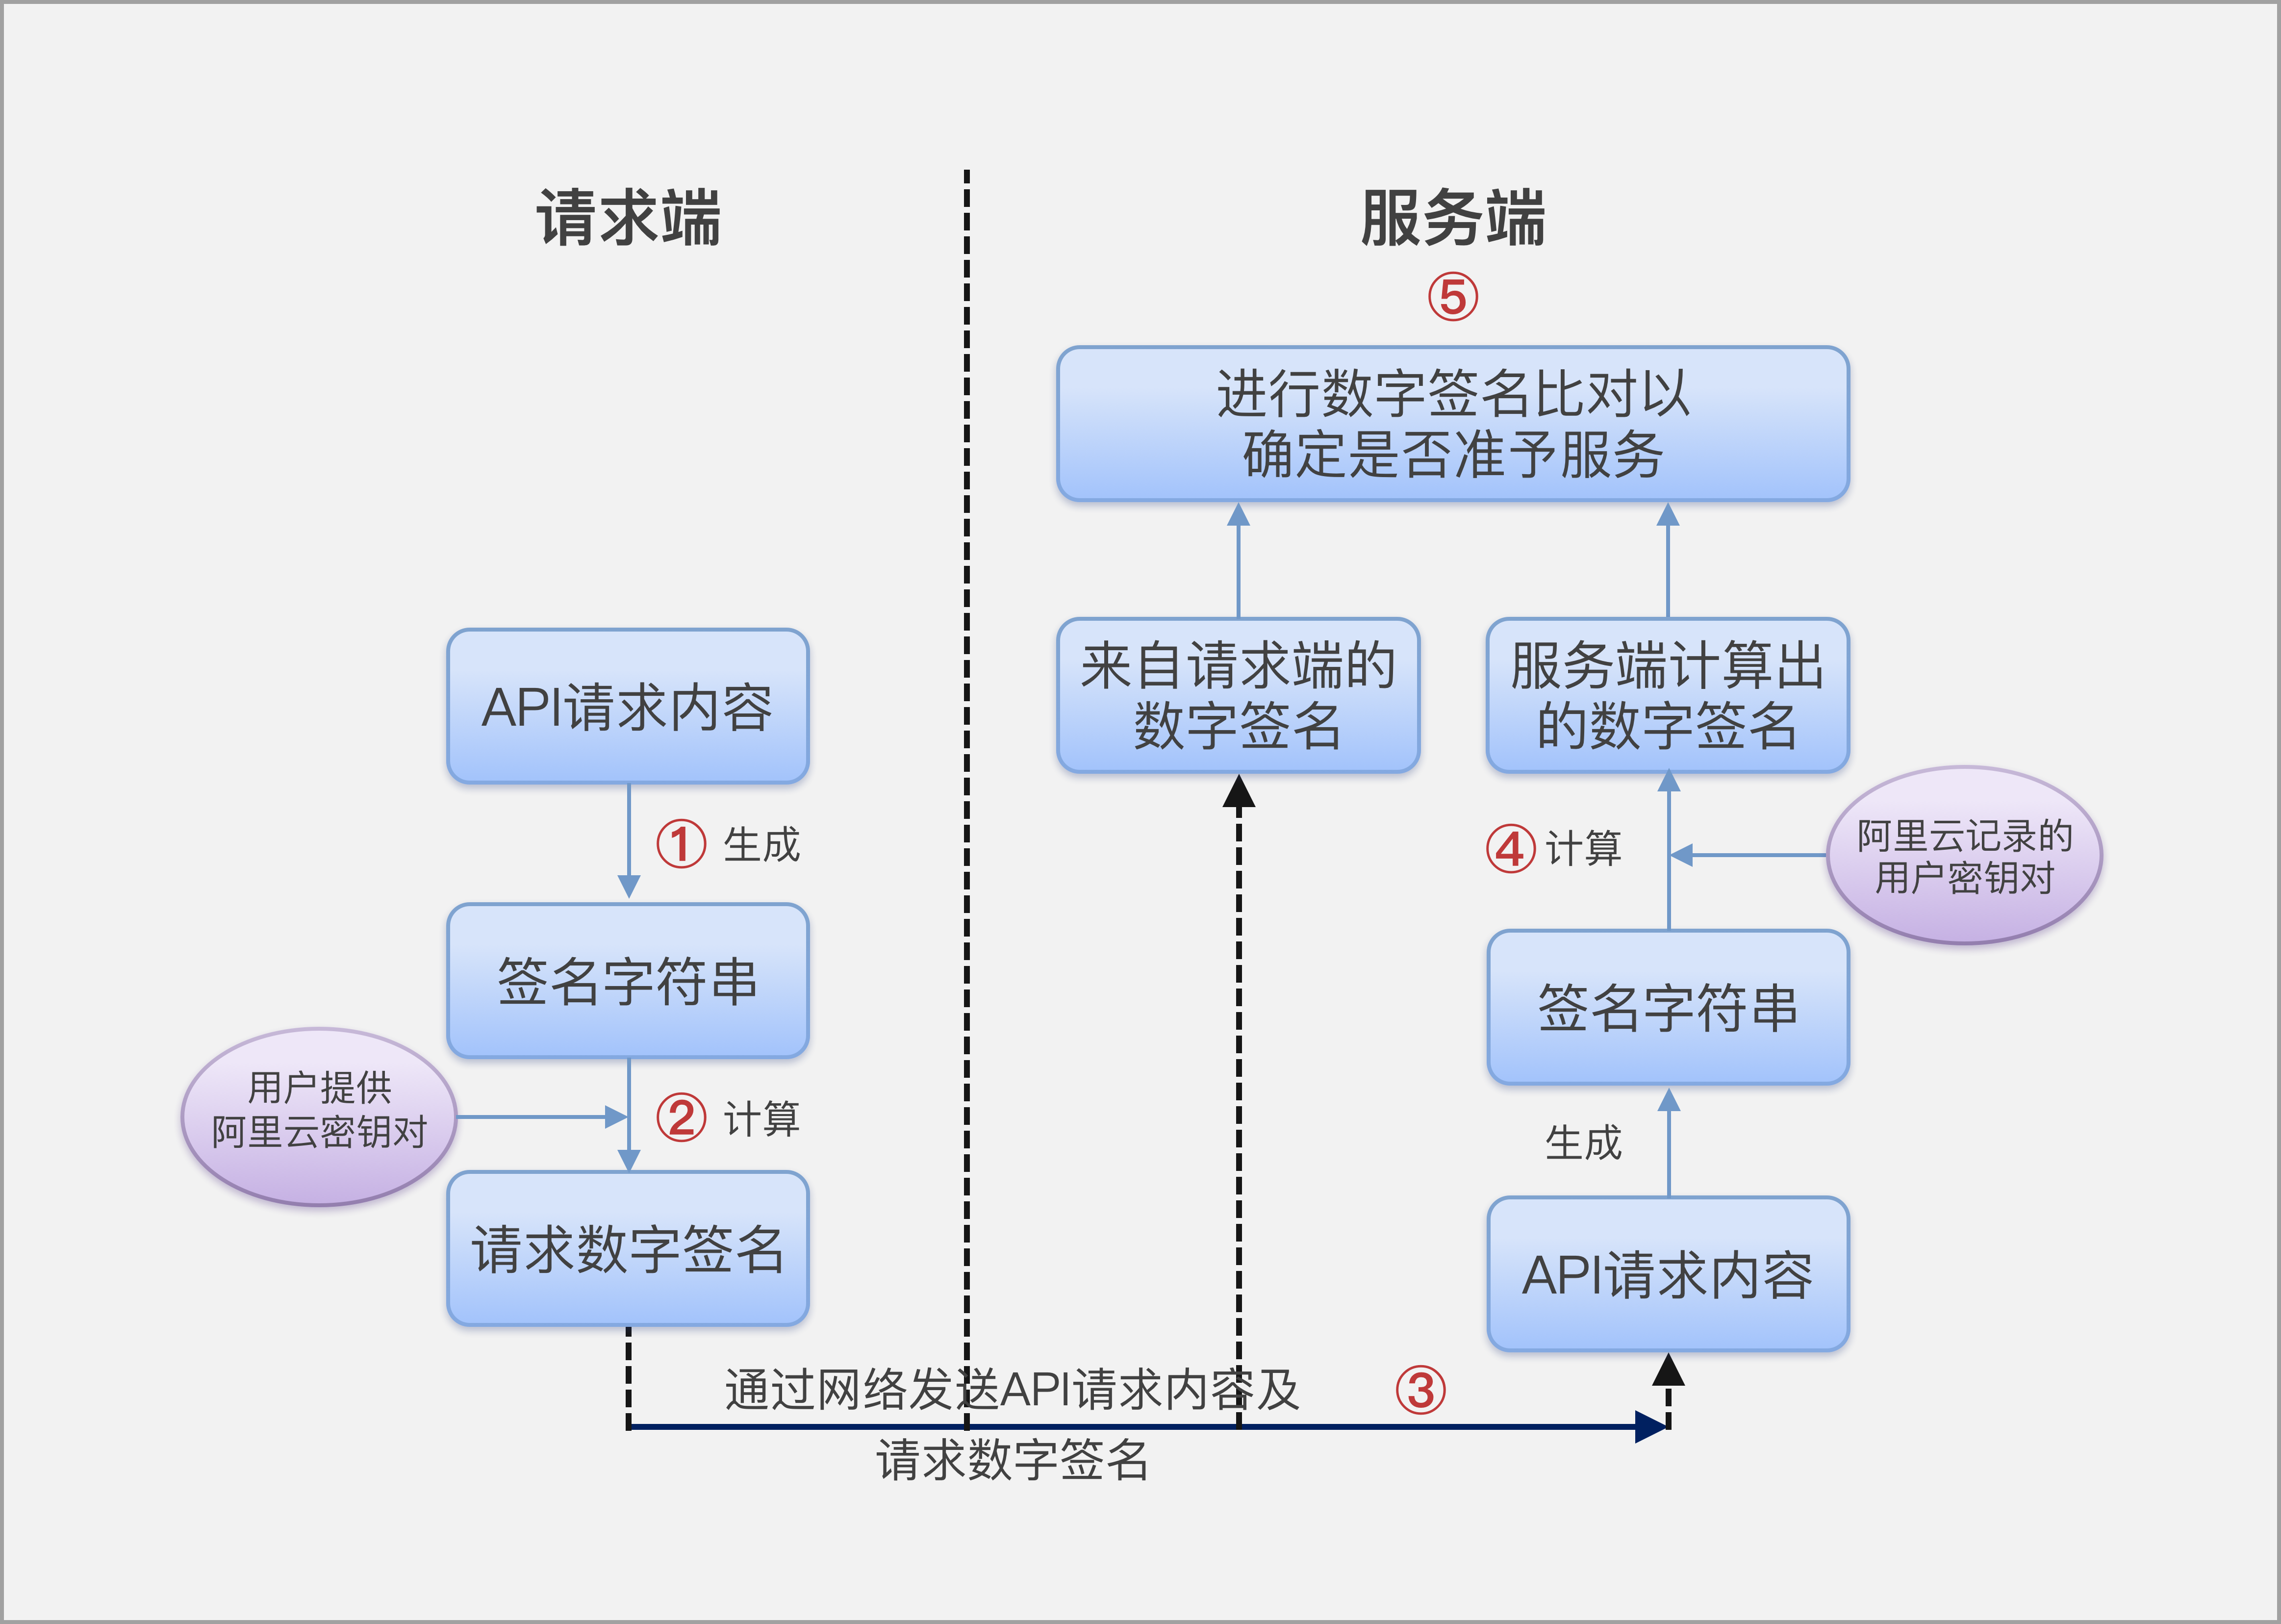 请求端
API请求内容
① 生成
签名字符串
用户提供
阿里云密钥对
② 计算
请求数字签名
通过网络发送API请求内容及
③
请求数字签名
服务端
⑤
进行数字签名比对以
确定是否准予服务
来自请求端的
数字签名
服务端计算出
的数字签名
④ 计算
阿里云记录的
用户密钥对
签名字符串
生成
API请求内容